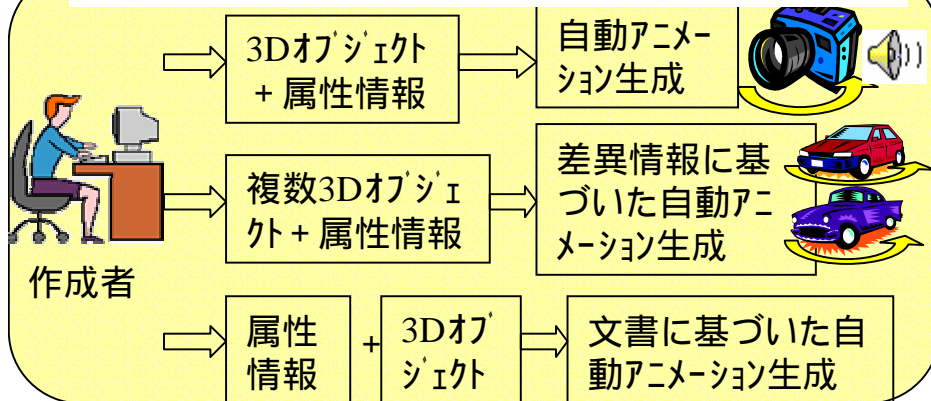 3Dｵﾌﾞｼﾞｪｸﾄ
+ 属性情報
自動ｱﾆﾒｰ
ｼｮﾝ生成
複数3Dｵﾌﾞｼﾞｪ
ｸﾄ + 属性情報
差異情報に基
づいた自動ｱﾆ
ﾒｰｼｮﾝ生成
作成者
属性
情報
+
3Dｵﾌﾞ
ｼﾞｪｸﾄ
文書に基づいた自
動ｱﾆﾒｰｼｮﾝ生成